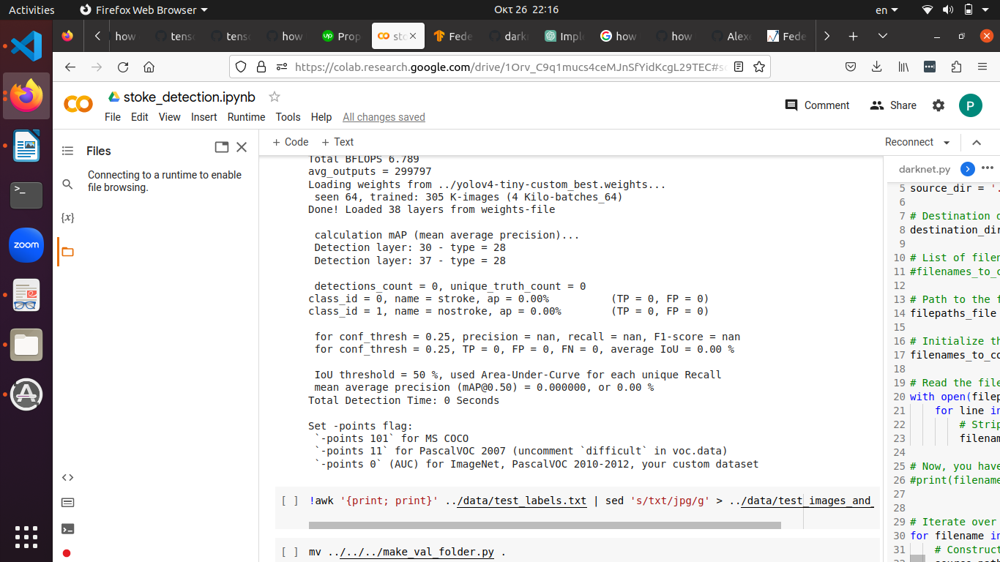 Activities Firefox Web Browser Οκτ 26 22:16 en
how tens tens how Prop sto Fede dark Imple how how Alexe Fede
https://colab.research.google.com/drive/1Orv_C9q1mucs4ceMJnSfYidKcgL29TEC#s
stoke_detection.ipynb
File Edit View Insert Runtime Tools Help All changes saved
Comment Share P
Files
Connecting to a runtime to enable
file browsing.
{x}
zoom
>_
+ Code + Text
Reconnect
Total BFLOPS 6.789
avg_outputs = 299797
Loading weights from ../yolov4-tiny-custom_best.weights...
seen 64, trained: 305 K-images (4 Kilo-batches_64)
Done! Loaded 38 layers from weights-file
calculation mAP (mean average precision)...
Detection layer: 30 - type = 28
Detection layer: 37 - type = 28
detections_count = 0, unique_truth_count = 0
class_id = 0, name = stroke, ap = 0.00% (TP = 0, FP = 0)
class_id = 1, name = nostroke, ap = 0.00% (TP = 0, FP = 0)
for conf_thresh = 0.25, precision = nan, recall = nan, F1-score = nan
for conf_thresh = 0.25, TP = 0, FP = 0, FN = 0, average IoU = 0.00 %
IoU threshold = 50 %, used Area-Under-Curve for each unique Recall
mean average precision (mAP@0.50) = 0.000000, or 0.00 %
Total Detection Time: 0 Seconds
Set -points flag:
`-points 101` for MS COCO
`-points 11` for PascalVOC 2007 (uncomment `difficult` in voc.data)
`-points 0` (AUC) for ImageNet, PascalVOC 2010-2012, your custom dataset
[ ] !awk '{print; print}' ../data/test_labels.txt | sed 's/txt/jpg/g' > ../data/test_images_and_
[ ] mv ../../../make_val_folder.py .
darknet.py
5 source_dir = '.
6
7 # Destination d
8 destination_dir
9
10 # List of filen
11 #filenames_to_c
12
13 # Path to the f
14 filepaths_file
15
16 # Initialize th
17 filenames_to_co
18
19 # Read the file
20 with open(filep
21 for line in
22 # Strip
23 filenam
24
25 # Now, you have
26 #print(filename
27
28
29 # Iterate over
30 for filename in
31 # Construct